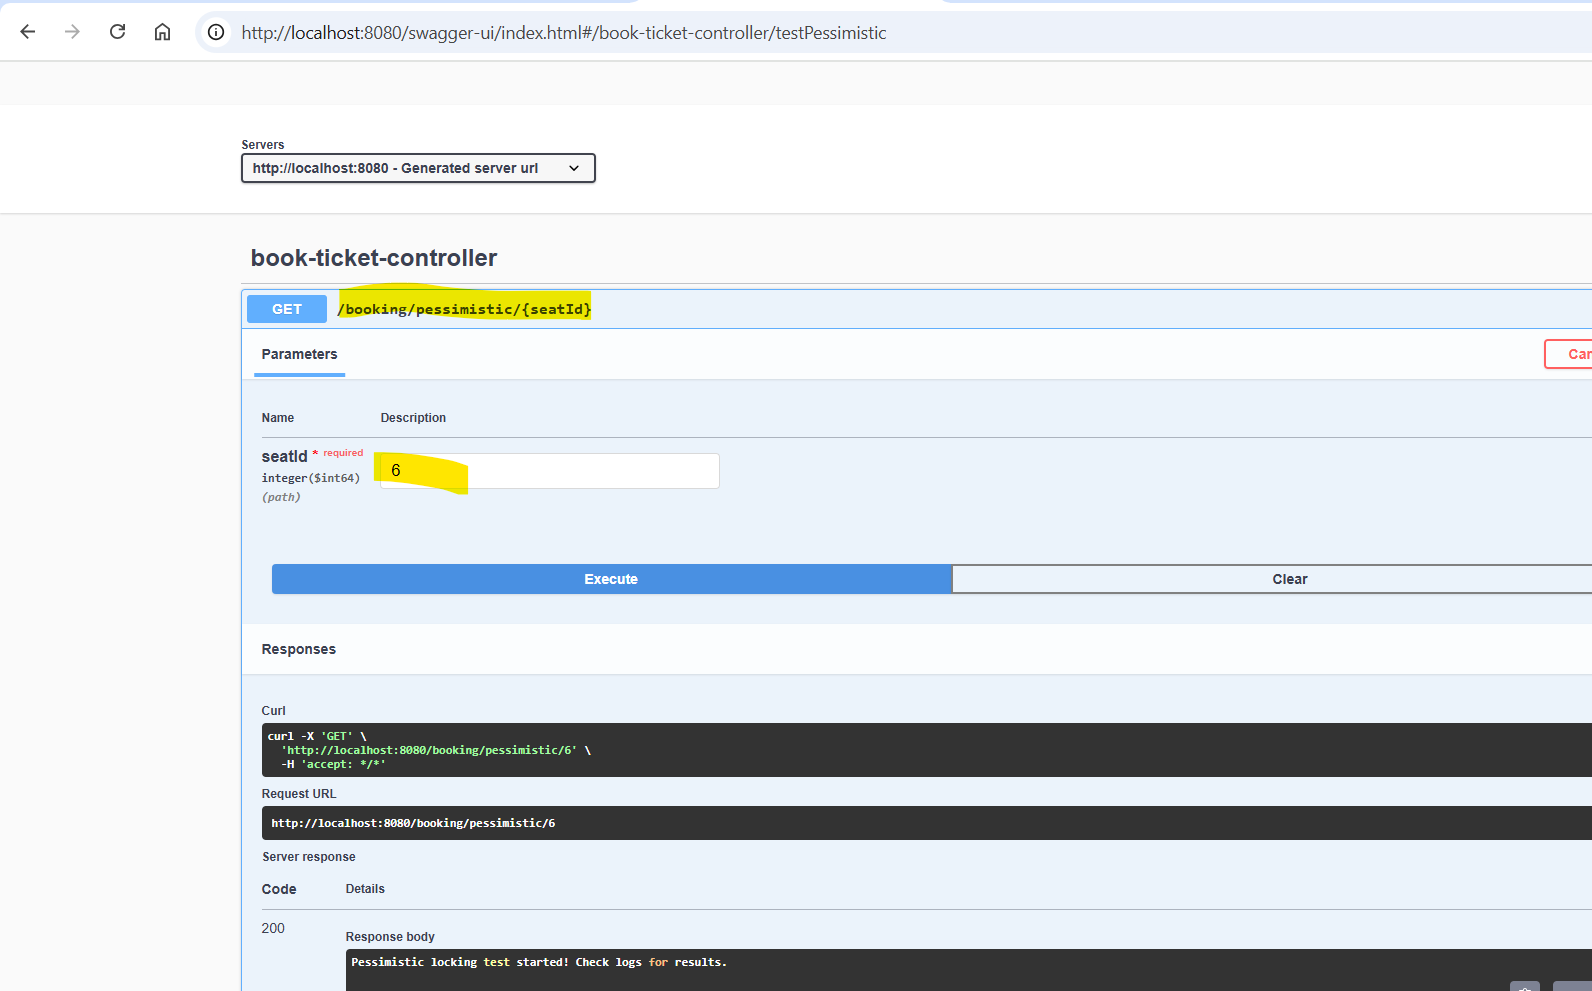 http://localhost:8080/swagger-ui/index.html#/book-ticket-controller/testPessimistic
Servers
http://localhost:8080 - Generated server url
book-ticket-controller
GET /booking/pessimistic/{seatId}
Parameters
Name Description
seatId * required
integer($int64)
(path)
6
Execute Clear
Responses
Curl
curl -X 'GET' \
'http://localhost:8080/booking/pessimistic/6' \
-H 'accept: */*'
Request URL
http://localhost:8080/booking/pessimistic/6
Server response
Code Details
200
Response body
Pessimistic locking test started! Check logs for results.